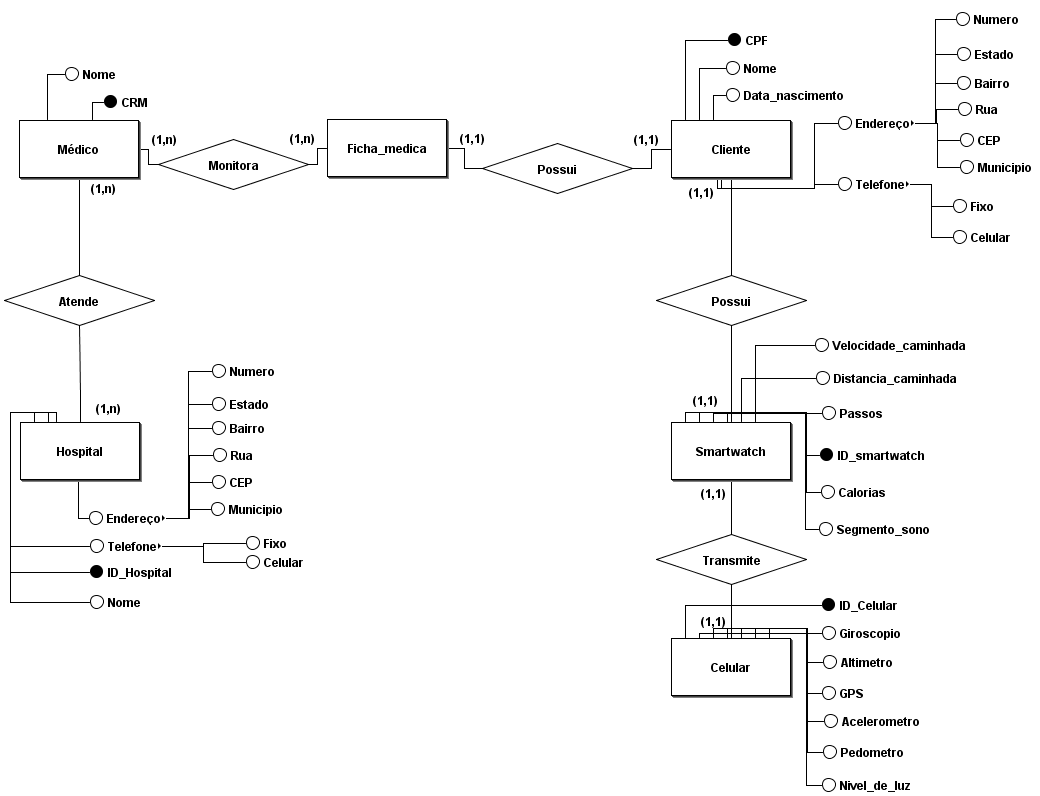 Numero
CPF
Estado
Nome
Nome
Bairro
Data_nascimento
CRM
Rua
Endereço
(1,n)
(1,n)
(1,1)
(1,1)
CEP
Médico
Monitora
Ficha_medica
Possui
Cliente
Municipio
(1,n)
(1,1)
Telefone
Fixo
Celular
Atende
Possui
Velocidade_caminhada
Numero
Distancia_caminhada
Estado
(1,n)
(1,1)
Passos
Bairro
Hospital
Rua
Smartwatch
ID_smartwatch
CEP
(1,1)
Calorias
Municipio
Endereço
Segmento_sono
Telefone
Fixo
Celular
Transmite
ID_Hospital
Nome
ID_Celular
(1,1)
Giroscopio
Celular
Altimetro
GPS
Acelerometro
Pedometro
Nivel_de_luz